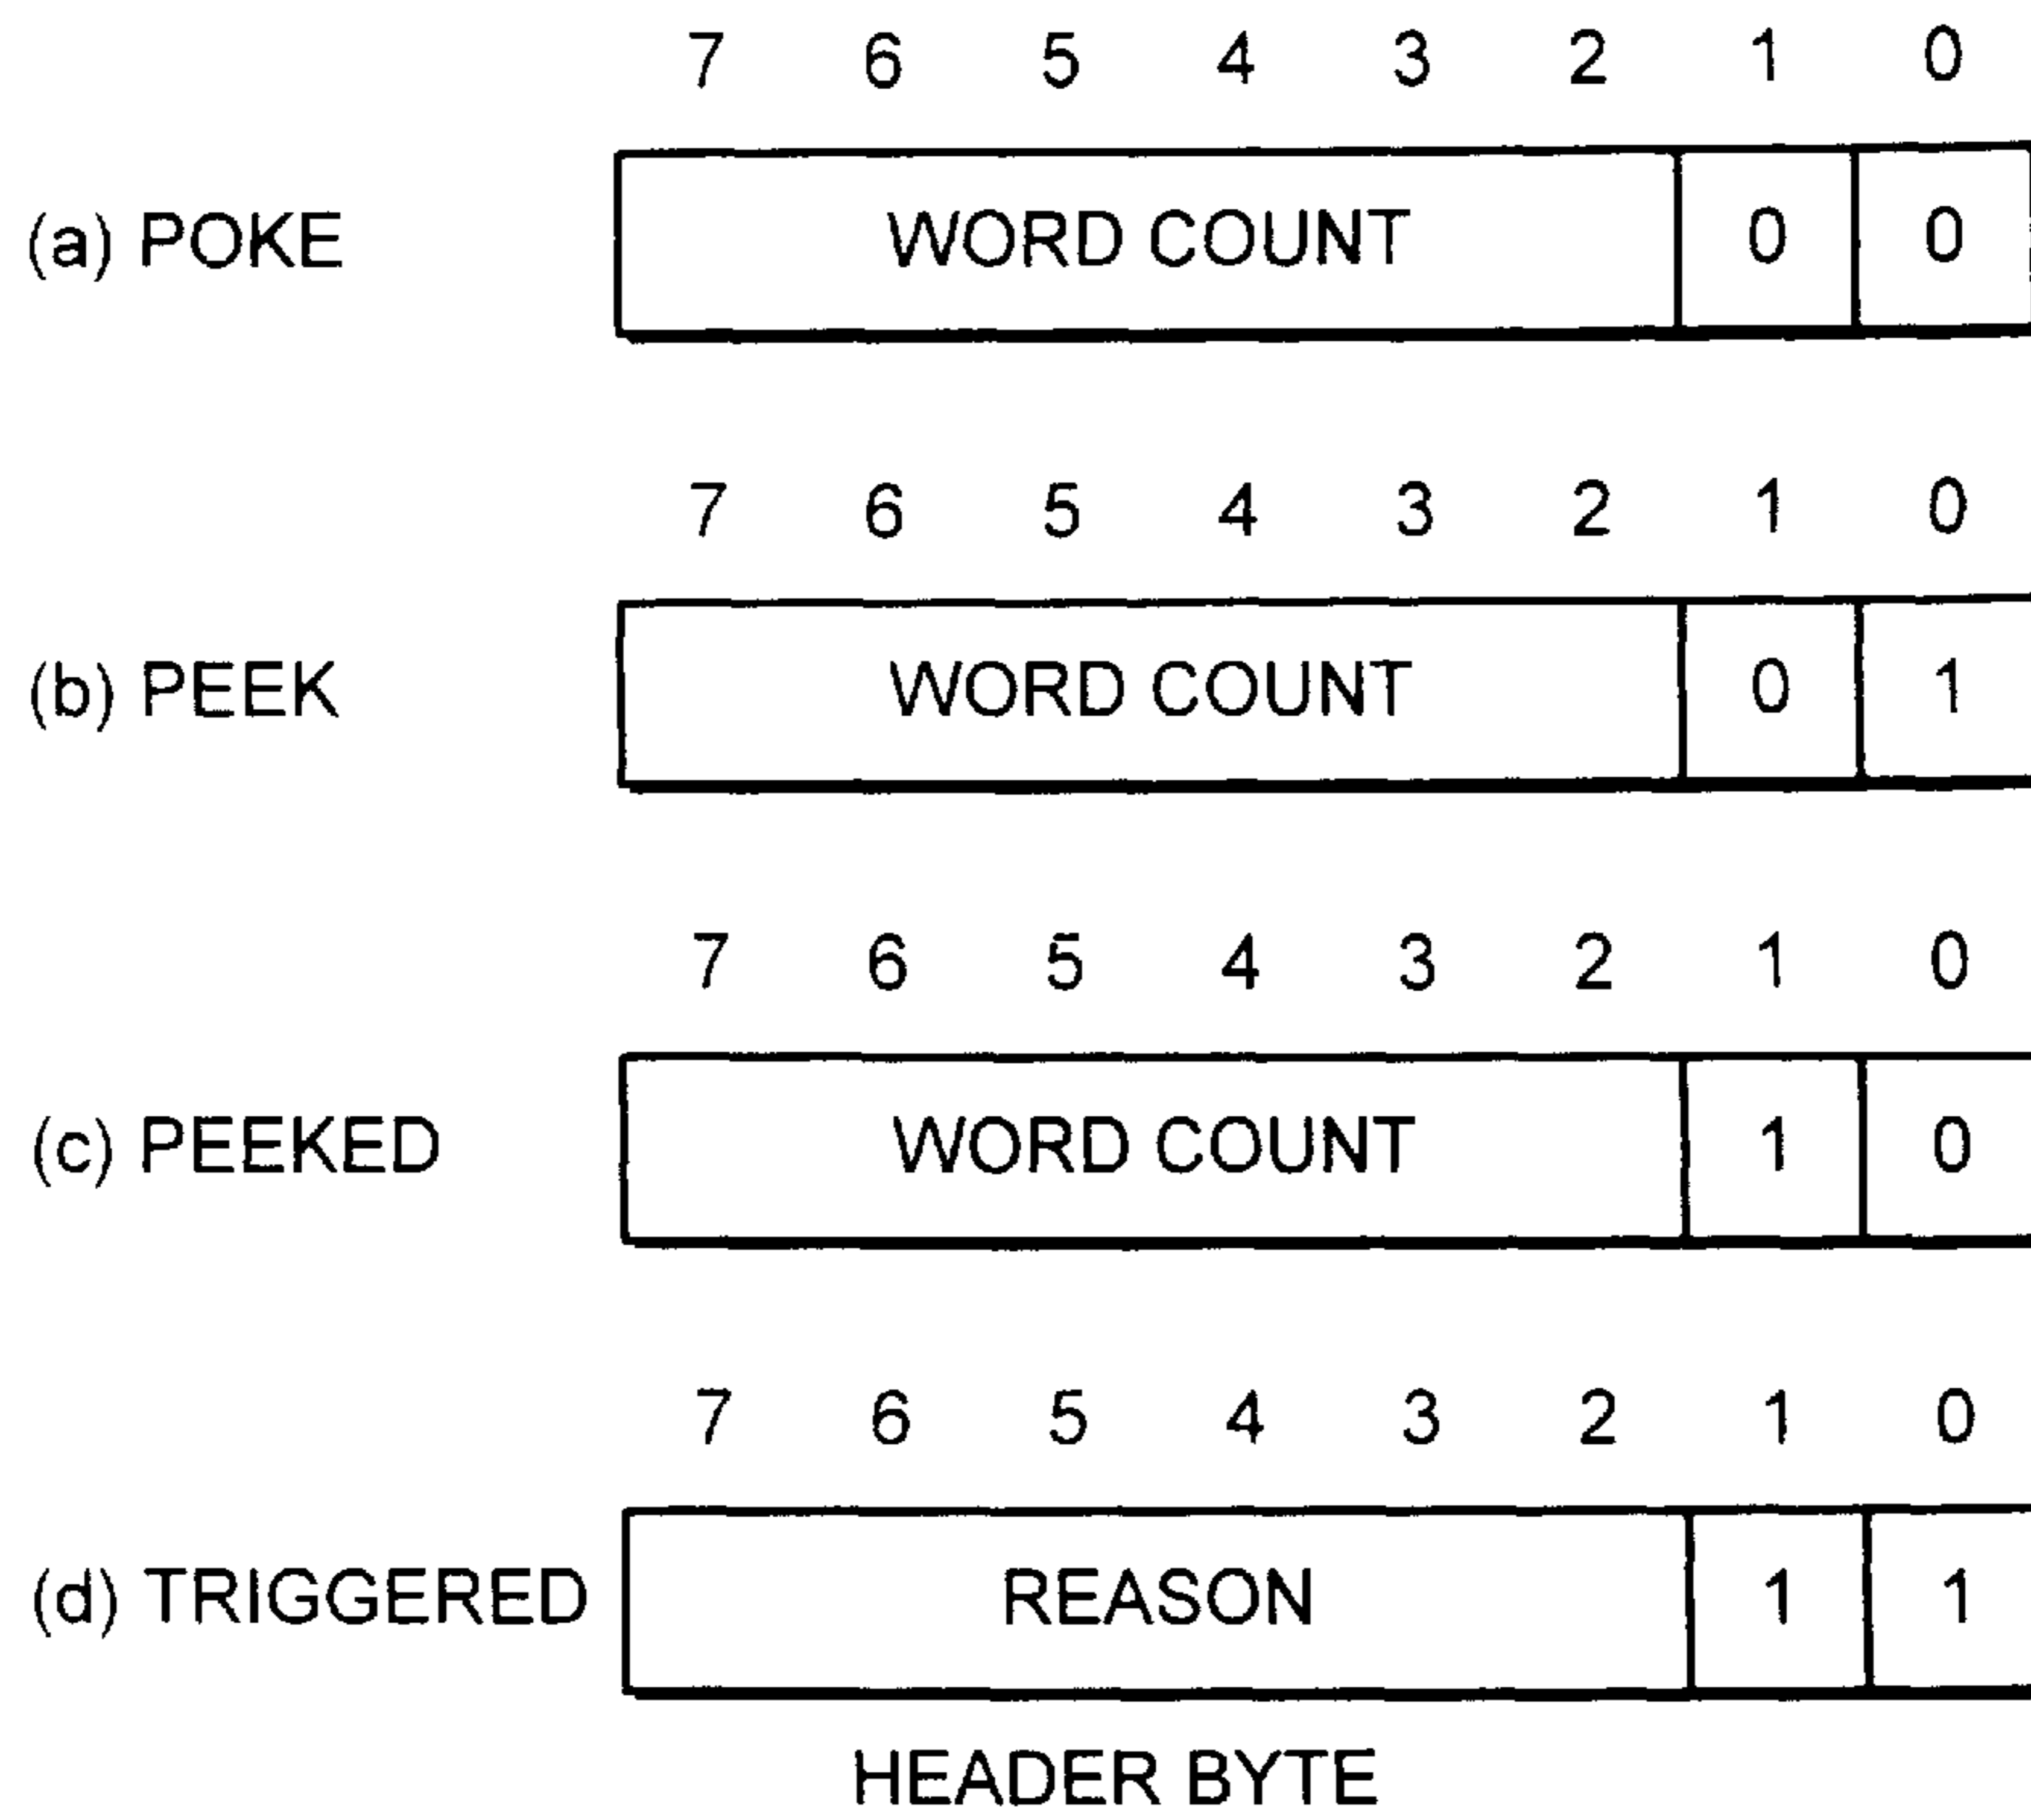 7 6 5 4 3 2 1 0
(a) POKE WORD COUNT 0 0
7 6 5 4 3 2 1 0
(b) PEEK WORD COUNT 0 1
7 6 5 4 3 2 1 0
(c) PEEKED WORD COUNT 1 0
7 6 5 4 3 2 1 0
(d) TRIGGERED REASON 1 1
HEADER BYTE